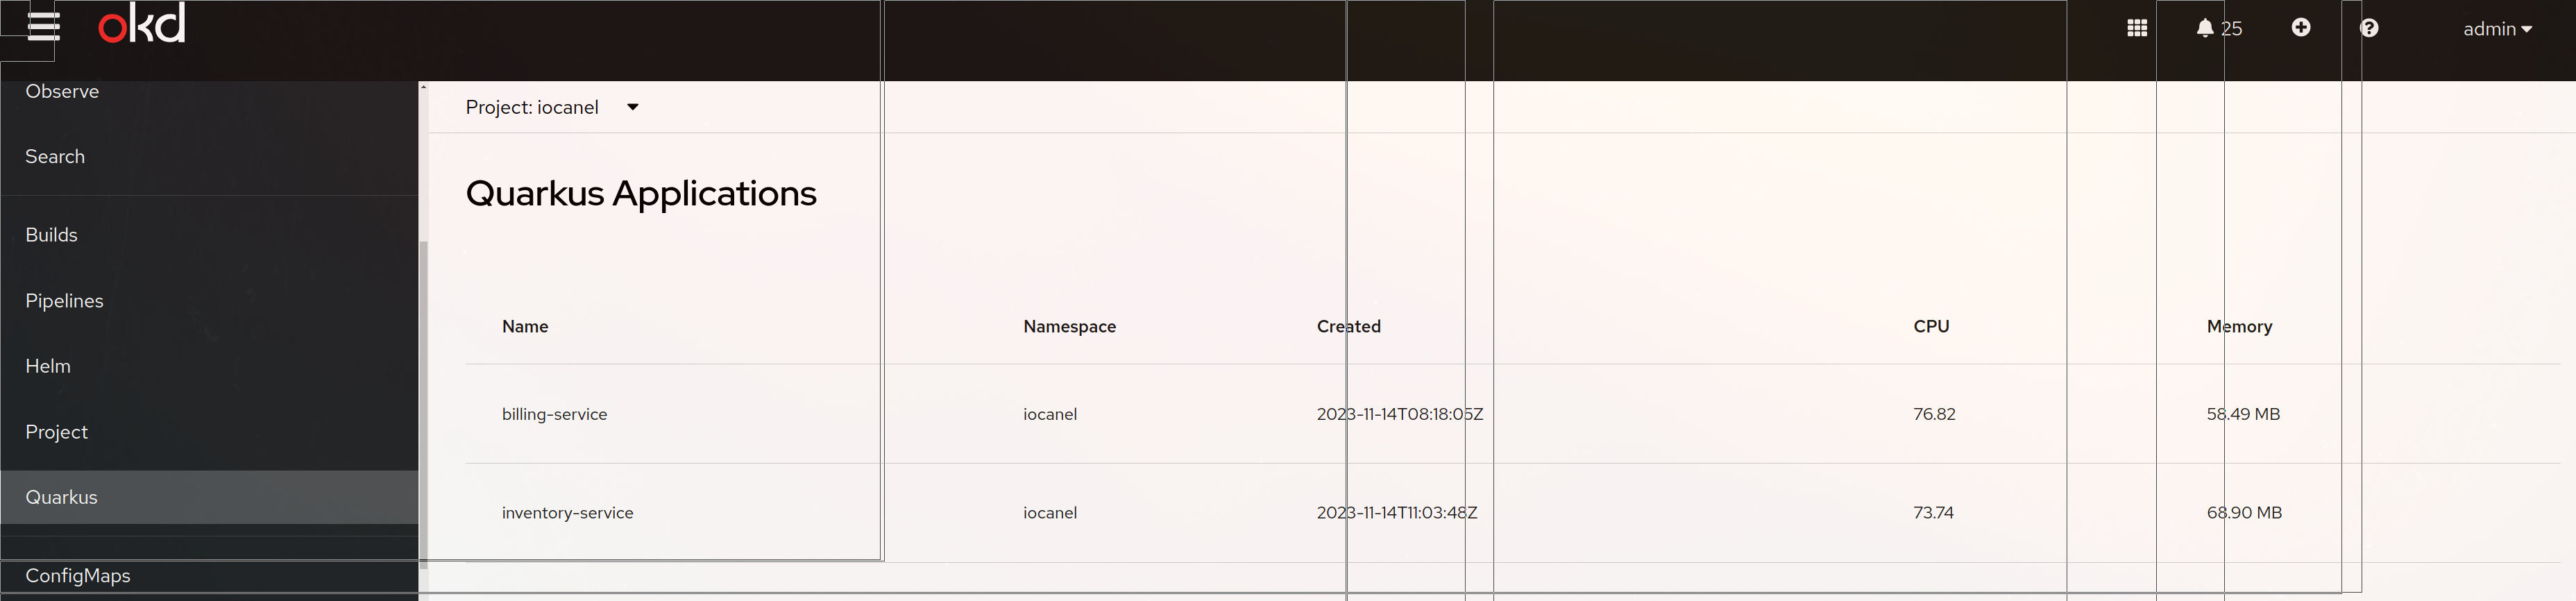 okd
25
admin
Observe
Search
Builds
Pipelines
Helm
Project
Quarkus
ConfigMaps
Project: iocanel
Quarkus Applications
Name Namespace Created CPU Memory
billing-service iocanel 2023-11-14T08:18:05Z 76.82 58.49 MB
inventory-service iocanel 2023-11-14T11:03:48Z 73.74 68.90 MB